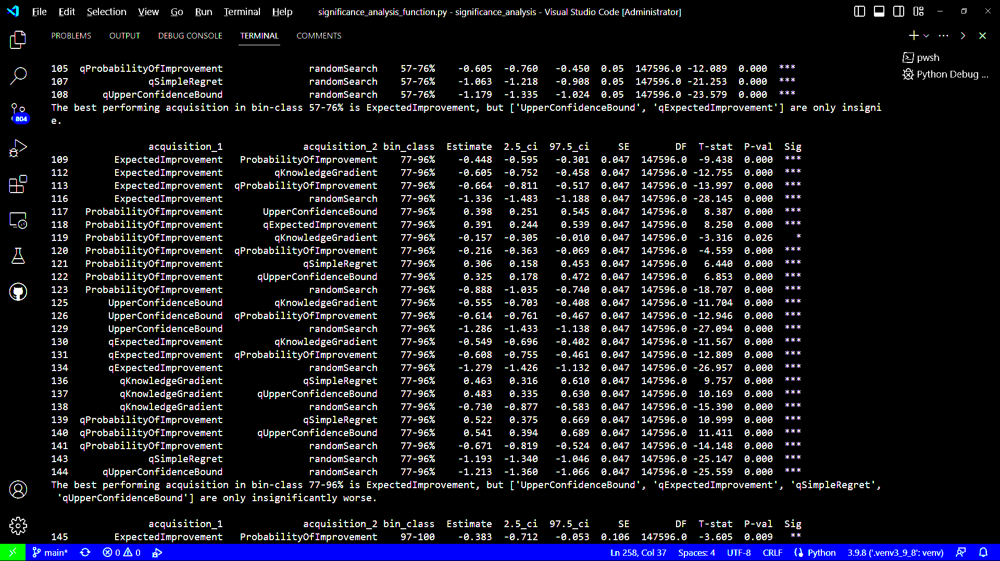 File Edit Selection View Go Run Terminal Help significance_analysis_function.py - significance_analysis - Visual Studio Code [Administrator]
PROBLEMS OUTPUT DEBUG CONSOLE TERMINAL COMMENTS
pwsh
Python Debug ...
804
105 qProbabilityOfImprovement randomSearch 57-76% -0.605 -0.760 -0.450 0.05 147596.0 -12.089 0.000 ***
107 qSimpleRegret randomSearch 57-76% -1.063 -1.218 -0.908 0.05 147596.0 -21.253 0.000 ***
108 qUpperConfidenceBound randomSearch 57-76% -1.179 -1.335 -1.024 0.05 147596.0 -23.579 0.000 ***
The best performing acquisition in bin-class 57-76% is ExpectedImprovement, but ['UpperConfidenceBound', 'qExpectedImprovement'] are only insigni
e.
acquisition_1 acquisition_2 bin_class Estimate 2.5_ci 97.5_ci SE DF T-stat P-val Sig
109 ExpectedImprovement ProbabilityOfImprovement 77-96% -0.448 -0.595 -0.301 0.047 147596.0 -9.438 0.000 ***
112 ExpectedImprovement qKnowledgeGradient 77-96% -0.605 -0.752 -0.458 0.047 147596.0 -12.755 0.000 ***
113 ExpectedImprovement qProbabilityOfImprovement 77-96% -0.664 -0.811 -0.517 0.047 147596.0 -13.997 0.000 ***
116 ExpectedImprovement randomSearch 77-96% -1.336 -1.483 -1.188 0.047 147596.0 -28.145 0.000 ***
117 ProbabilityOfImprovement UpperConfidenceBound 77-96% 0.398 0.251 0.545 0.047 147596.0 8.387 0.000 ***
118 ProbabilityOfImprovement qExpectedImprovement 77-96% 0.391 0.244 0.539 0.047 147596.0 8.250 0.000 ***
119 ProbabilityOfImprovement qKnowledgeGradient 77-96% -0.157 -0.305 -0.010 0.047 147596.0 -3.316 0.026 *
120 ProbabilityOfImprovement qProbabilityOfImprovement 77-96% -0.216 -0.363 -0.069 0.047 147596.0 -4.559 0.000 ***
121 ProbabilityOfImprovement qSimpleRegret 77-96% 0.306 0.158 0.453 0.047 147596.0 6.440 0.000 ***
122 ProbabilityOfImprovement qUpperConfidenceBound 77-96% 0.325 0.178 0.472 0.047 147596.0 6.853 0.000 ***
123 ProbabilityOfImprovement randomSearch 77-96% -0.888 -1.035 -0.740 0.047 147596.0 -18.707 0.000 ***
125 UpperConfidenceBound qKnowledgeGradient 77-96% -0.555 -0.703 -0.408 0.047 147596.0 -11.704 0.000 ***
126 UpperConfidenceBound qProbabilityOfImprovement 77-96% -0.614 -0.761 -0.467 0.047 147596.0 -12.946 0.000 ***
129 UpperConfidenceBound randomSearch 77-96% -1.286 -1.433 -1.138 0.047 147596.0 -27.094 0.000 ***
130 qExpectedImprovement qKnowledgeGradient 77-96% -0.549 -0.696 -0.402 0.047 147596.0 -11.567 0.000 ***
131 qExpectedImprovement qProbabilityOfImprovement 77-96% -0.608 -0.755 -0.461 0.047 147596.0 -12.809 0.000 ***
134 qExpectedImprovement randomSearch 77-96% -1.279 -1.426 -1.132 0.047 147596.0 -26.957 0.000 ***
136 qKnowledgeGradient qSimpleRegret 77-96% 0.463 0.316 0.610 0.047 147596.0 9.757 0.000 ***
137 qKnowledgeGradient qUpperConfidenceBound 77-96% 0.483 0.335 0.630 0.047 147596.0 10.169 0.000 ***
138 qKnowledgeGradient randomSearch 77-96% -0.730 -0.877 -0.583 0.047 147596.0 -15.390 0.000 ***
139 qProbabilityOfImprovement qSimpleRegret 77-96% 0.522 0.375 0.669 0.047 147596.0 10.999 0.000 ***
140 qProbabilityOfImprovement qUpperConfidenceBound 77-96% 0.541 0.394 0.689 0.047 147596.0 11.411 0.000 ***
141 qProbabilityOfImprovement randomSearch 77-96% -0.671 -0.819 -0.524 0.047 147596.0 -14.148 0.000 ***
143 qSimpleRegret randomSearch 77-96% -1.193 -1.340 -1.046 0.047 147596.0 -25.147 0.000 ***
144 qUpperConfidenceBound randomSearch 77-96% -1.213 -1.360 -1.066 0.047 147596.0 -25.559 0.000 ***
The best performing acquisition in bin-class 77-96% is ExpectedImprovement, but ['UpperConfidenceBound', 'qExpectedImprovement', 'qSimpleRegret',
'qUpperConfidenceBound'] are only insignificantly worse.
acquisition_1 acquisition_2 bin_class Estimate 2.5_ci 97.5_ci SE DF T-stat P-val Sig
145 ExpectedImprovement ProbabilityOfImprovement 97-100 -0.383 -0.712 -0.053 0.106 147596.0 -3.605 0.009 **
main* 0 0 Ln 258, Col 37 Spaces: 4 UTF-8 CRLF Python 3.9.8 ('.venv3_9_8': venv)